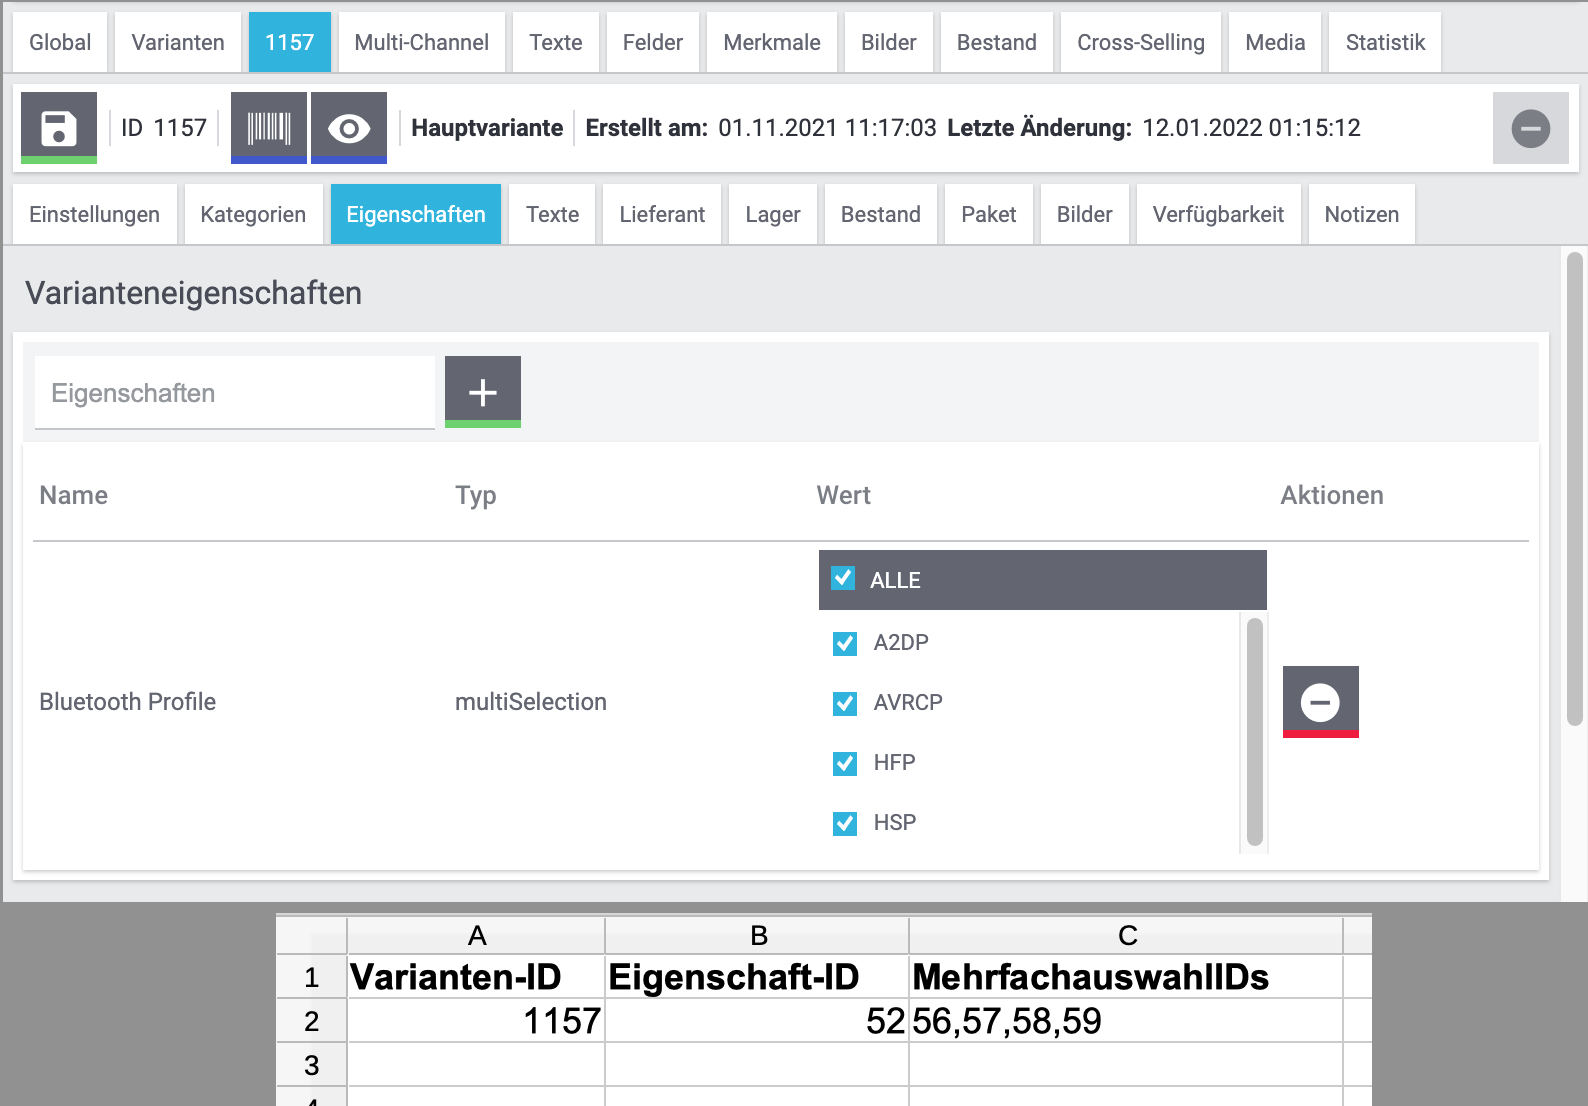 Global Varianten 1157 Multi-Channel Texte Felder Merkmale Bilder Bestand Cross-Selling Media Statistik
ID 1157 Hauptvariante Erstellt am: 01.11.2021 11:17:03 Letzte Änderung: 12.01.2022 01:15:12
Einstellungen Kategorien Eigenschaften Texte Lieferant Lager Bestand Paket Bilder Verfügbarkeit Notizen
Varianteneigenschaften
Eigenschaften
Name Typ Wert Aktionen
ALLE
A2DP
Bluetooth Profile multiSelection AVRCP
HFP
HSP
A B C
1 Varianten-ID Eigenschaft-ID MehrfachauswahlIDs
2 1157 52 56,57,58,59
3
4